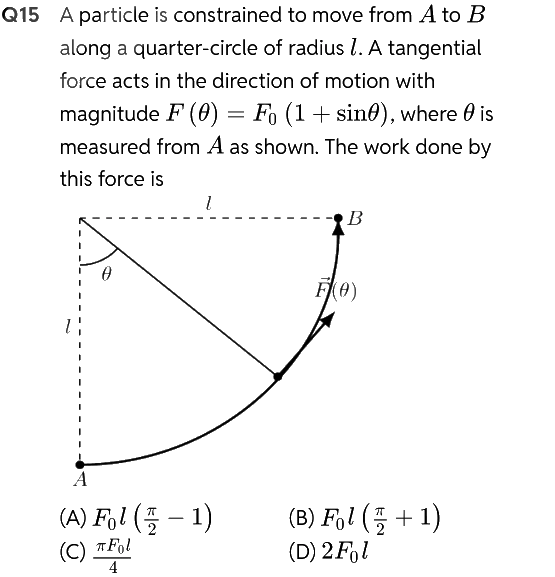 Q15 A particle is constrained to move from A to B
along a quarter-circle of radius l. A tangential
force acts in the direction of motion with
magnitude F (θ) = F₀ (1 + sinθ), where θ is
measured from A as shown. The work done by
this force is
l
B
θ
F⃗(θ)
l
A
(A) F₀l (π/2 − 1) (B) F₀l (π/2 + 1)
(C) πF₀l/4 (D) 2F₀l